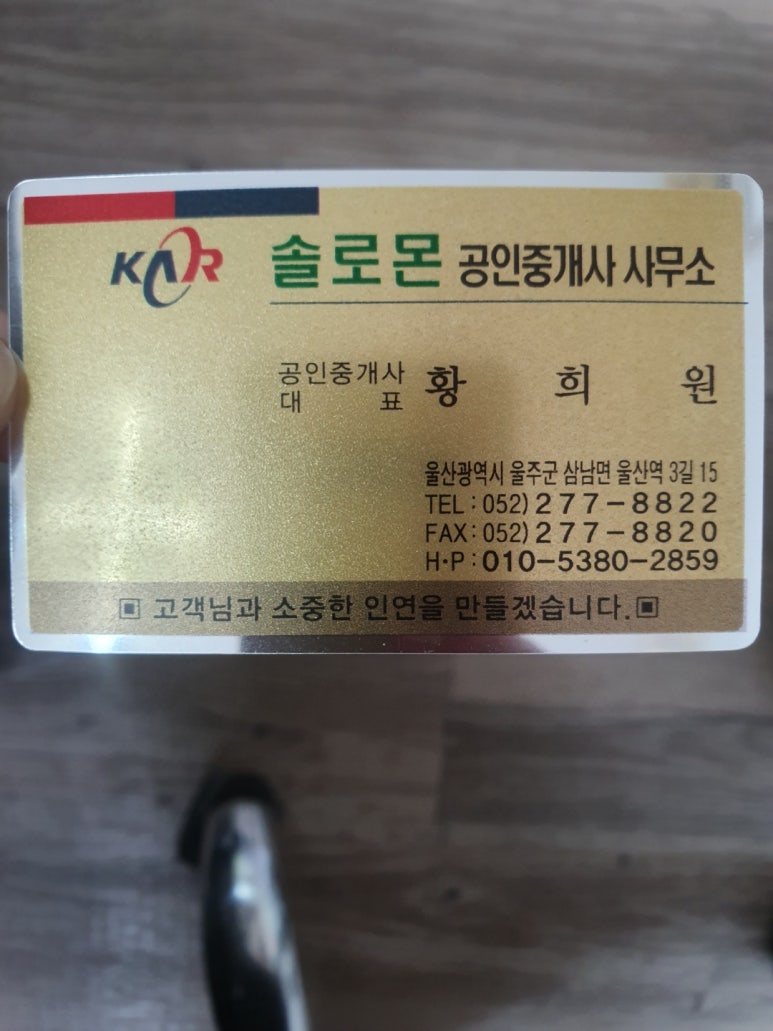 KAR
솔로몬 공인중개사 사무소
공인중개사
대 표 황 희 원
울산광역시 울주군 삼남면 울산역 3길 15
TEL : 052) 277-8822
FAX : 052) 277-8820
H·P : 010-5380-2859
▣ 고객님과 소중한 인연을 만들겠습니다. ▣